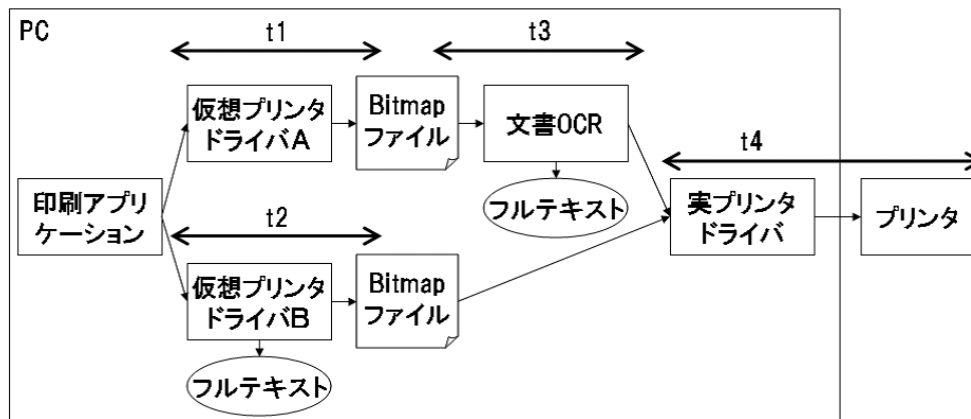 PC
t1
t3
仮想プリンタ
ドライバA
Bitmap
ファイル
文書OCR
フルテキスト
t4
印刷アプリ
ケーション
実プリンタ
ドライバ
プリンタ
t2
仮想プリンタ
ドライバB
Bitmap
ファイル
フルテキスト